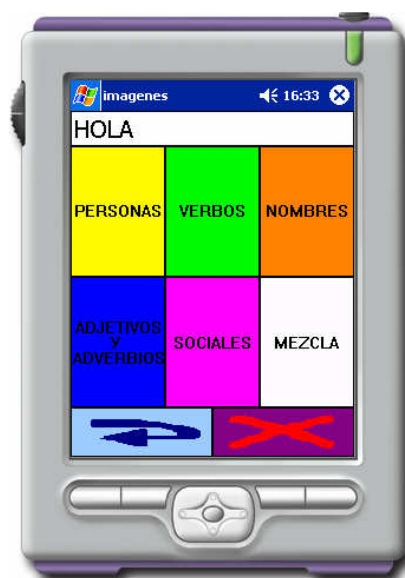 imagenes 16:33
HOLA
PERSONAS VERBOS NOMBRES
ADJETIVOS
y
ADVERBIOS
SOCIALES MEZCLA